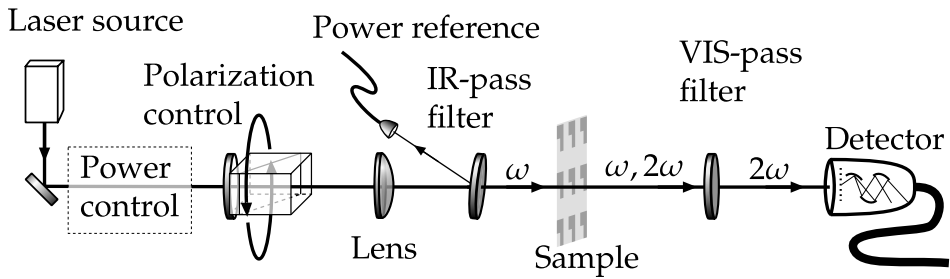 Laser source
Power reference
Polarization
control
IR-pass
filter
VIS-pass
filter
Detector
Power
control
ω
ω, 2ω
2ω
Lens
Sample